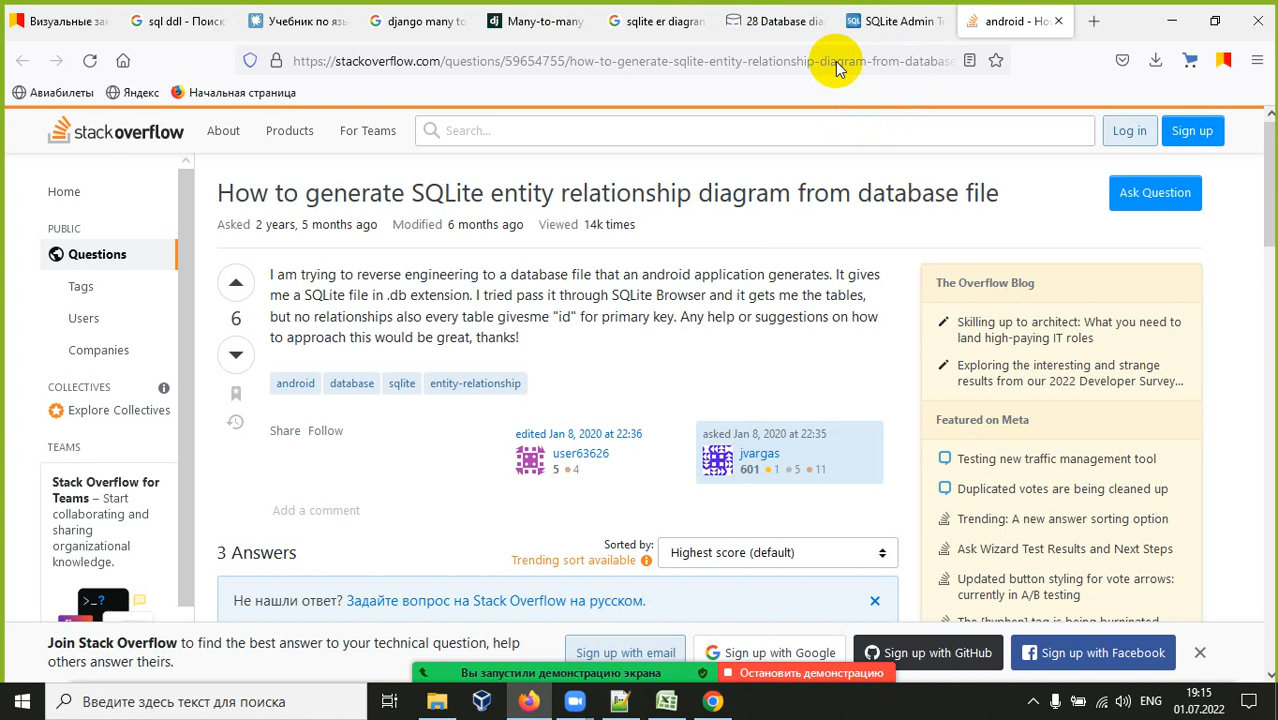 Визуальные зак
sql ddl - Поиск
Учебник по яз
django many to
Many-to-many
sqlite er diagran
28 Database dia
SQLite Admin T
android - Ho
https://stackoverflow.com/questions/59654755/how-to-generate-sqlite-entity-relationship-diagram-from-database
Авиабилеты
Яндекс
Начальная страница
stackoverflow
About
Products
For Teams
Search...
Log in
Sign up
Home
PUBLIC
Questions
Tags
Users
Companies
COLLECTIVES
Explore Collectives
TEAMS
Stack Overflow for
Teams – Start
collaborating and
sharing
organizational
knowledge.
How to generate SQLite entity relationship diagram from database file
Ask Question
Asked 2 years, 5 months ago Modified 6 months ago Viewed 14k times
I am trying to reverse engineering to a database file that an android application generates. It gives
me a SQLite file in .db extension. I tried pass it through SQLite Browser and it gets me the tables,
but no relationships also every table givesme "id" for primary key. Any help or suggestions on how
to approach this would be great, thanks!
6
android database sqlite entity-relationship
Share Follow
edited Jan 8, 2020 at 22:36
user63626
5 4
asked Jan 8, 2020 at 22:35
jvargas
601 1 5 11
Add a comment
3 Answers
Sorted by:
Trending sort available
Highest score (default)
Не нашли ответ? Задайте вопрос на Stack Overflow на русском.
The Overflow Blog
Skilling up to architect: What you need to
land high-paying IT roles
Exploring the interesting and strange
results from our 2022 Developer Survey...
Featured on Meta
Testing new traffic management tool
Duplicated votes are being cleaned up
Trending: A new answer sorting option
Ask Wizard Test Results and Next Steps
Updated button styling for vote arrows:
currently in A/B testing
The [hyphen] tag is being burninated
Join Stack Overflow to find the best answer to your technical question, help
others answer theirs.
Sign up with email
Sign up with Google
Sign up with GitHub
Sign up with Facebook
Вы запустили демонстрацию экрана
Остановить демонстрацию
Введите здесь текст для поиска
ENG
19:15
01.07.2022